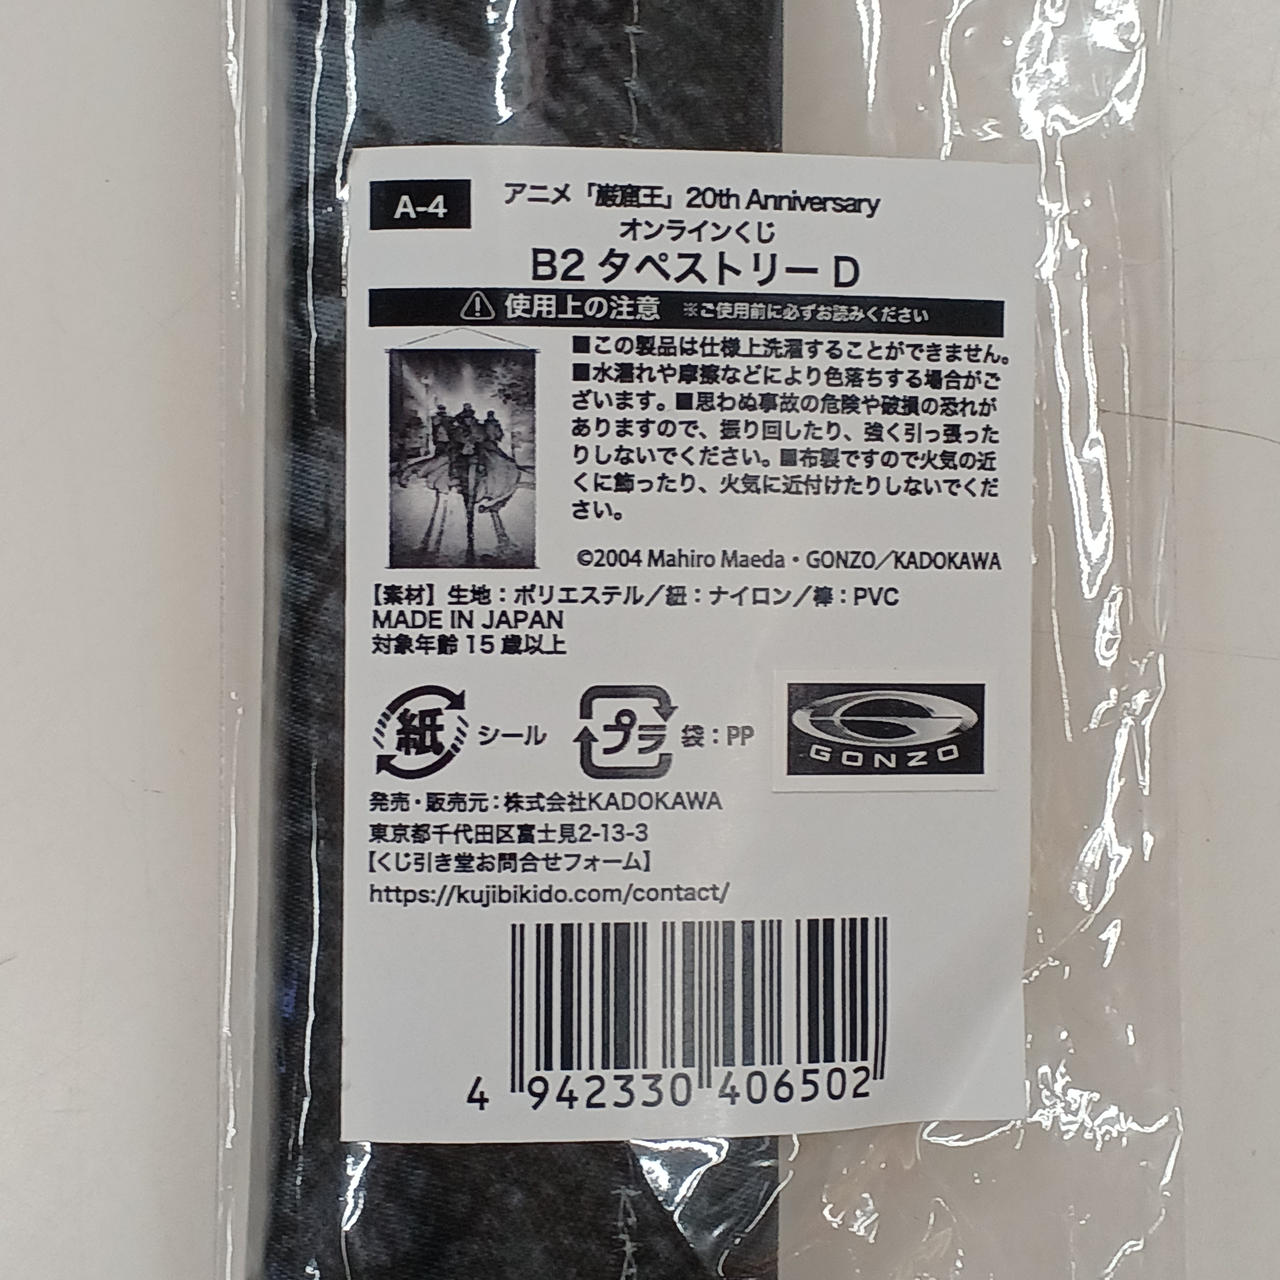 A-4
アニメ「巌窟王」20th Anniversary
オンラインくじ
B2 タペストリー D
使用上の注意 ※ご使用前に必ずお読みください
■この製品は仕様上洗濯することができません。
■水濡れや摩擦などにより色落ちする場合がご
ざいます。■思わぬ事故の危険や破損の恐れが
ありますので、振り回したり、強く引っ張った
りしないでください。■布製ですので火気の近
くに飾ったり、火気に近付けたりしないでくだ
さい。
©2004 Mahiro Maeda・GONZO／KADOKAWA
【素材】生地：ポリエステル／紐：ナイロン／棒：PVC
MADE IN JAPAN
対象年齢 15 歳以上
紙 シール プラ 袋：PP
GONZO
発売・販売元：株式会社KADOKAWA
東京都千代田区富士見2-13-3
【くじ引き堂お問合せフォーム】
https://kujibikido.com/contact/
4 942330 406502